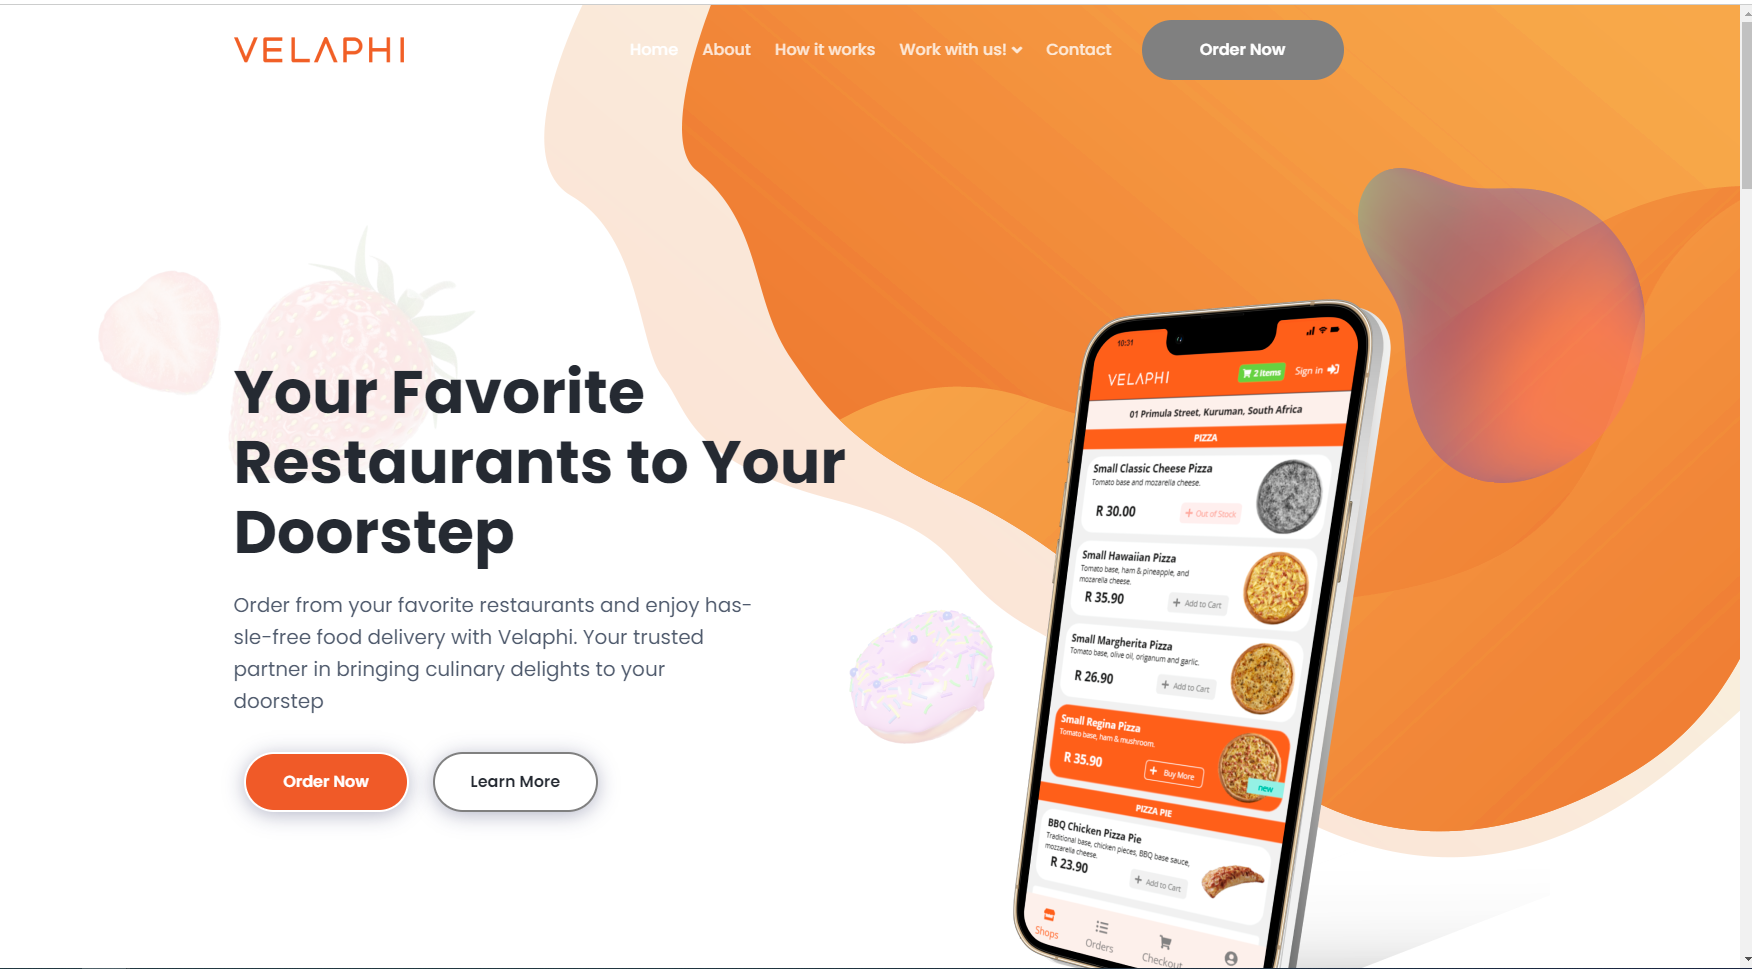 VELAPHI
Home About How it works Work with us! Contact Order Now
Your Favorite
Restaurants to Your
Doorstep
Order from your favorite restaurants and enjoy has-
sle-free food delivery with Velaphi. Your trusted
partner in bringing culinary delights to your
doorstep
Order Now Learn More
10:31
VELAPHI 2 Items Sign in
01 Primula Street, Kuruman, South Africa
PIZZA
Small Classic Cheese Pizza
Tomato base and mozarella cheese.
R 30.00 + Out of Stock
Small Hawaiian Pizza
Tomato base, ham & pineapple, and
mozarella cheese.
R 35.90 + Add to Cart
Small Margherita Pizza
Tomato base, olive oil, origanum and garlic.
R 26.90 + Add to Cart
Small Regina Pizza
Tomato base, ham & mushroom.
R 35.90 + Buy More
new
PIZZA PIE
BBQ Chicken Pizza Pie
Traditional base, chicken pieces, BBQ base sauce,
mozzarella cheese.
R 23.90 + Add to Cart
Shops Orders Checkout